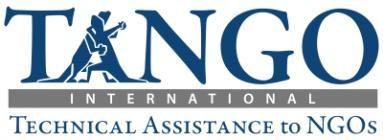 TANGO
INTERNATIONAL
TECHNICAL ASSISTANCE to NGOs